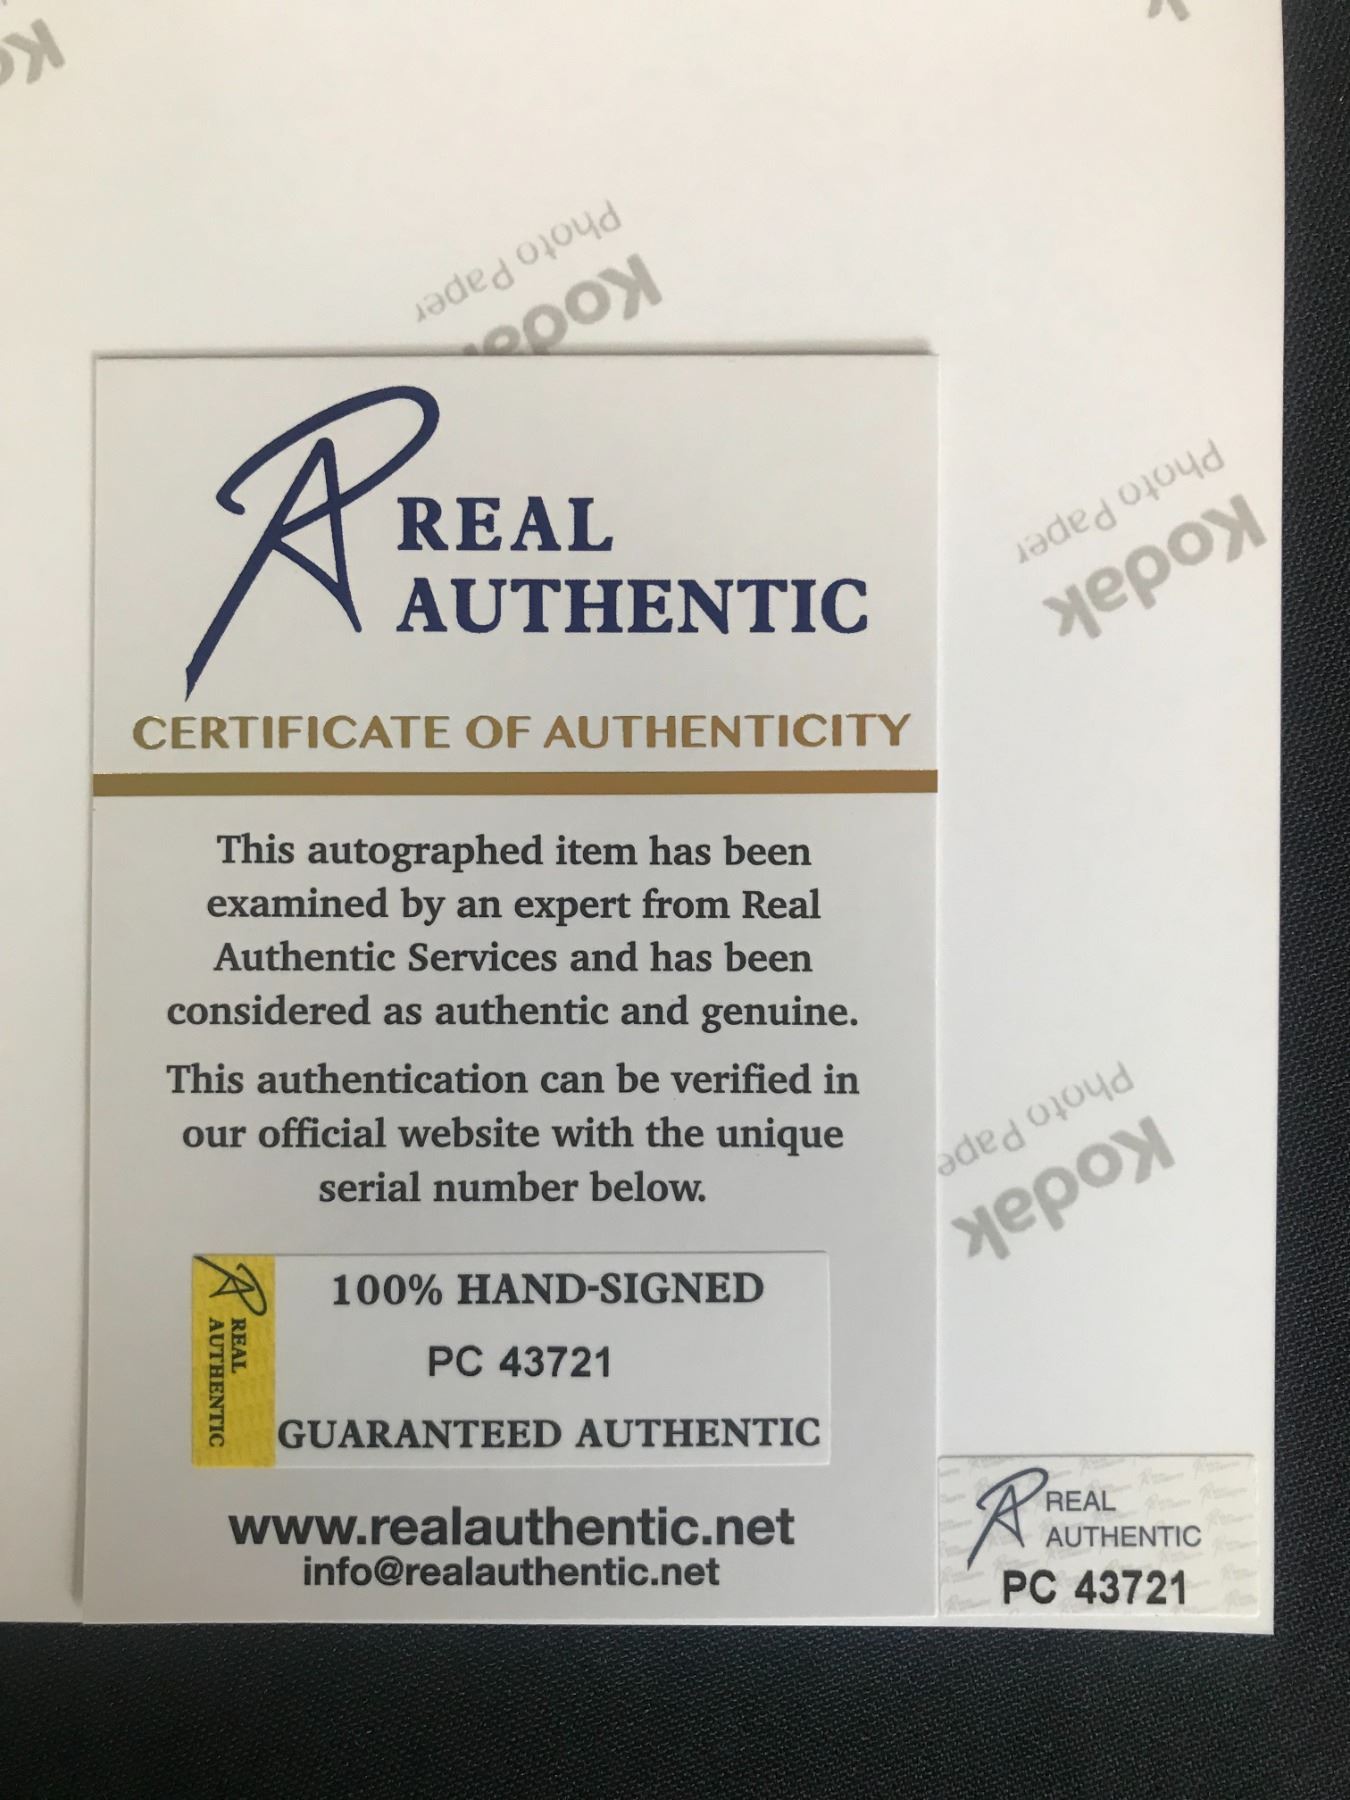 Photo Paper
Kodak
REAL
AUTHENTIC
CERTIFICATE OF AUTHENTICITY
This autographed item has been
examined by an expert from Real
Authentic Services and has been
considered as authentic and genuine.
This authentication can be verified in
our official website with the unique
serial number below.
REAL
AUTHENTIC
100% HAND-SIGNED
PC 43721
GUARANTEED AUTHENTIC
www.realauthentic.net
info@realauthentic.net
Photo Paper
Kodak
Photo Pape
Kodak
REAL
AUTHENTIC
PC 43721